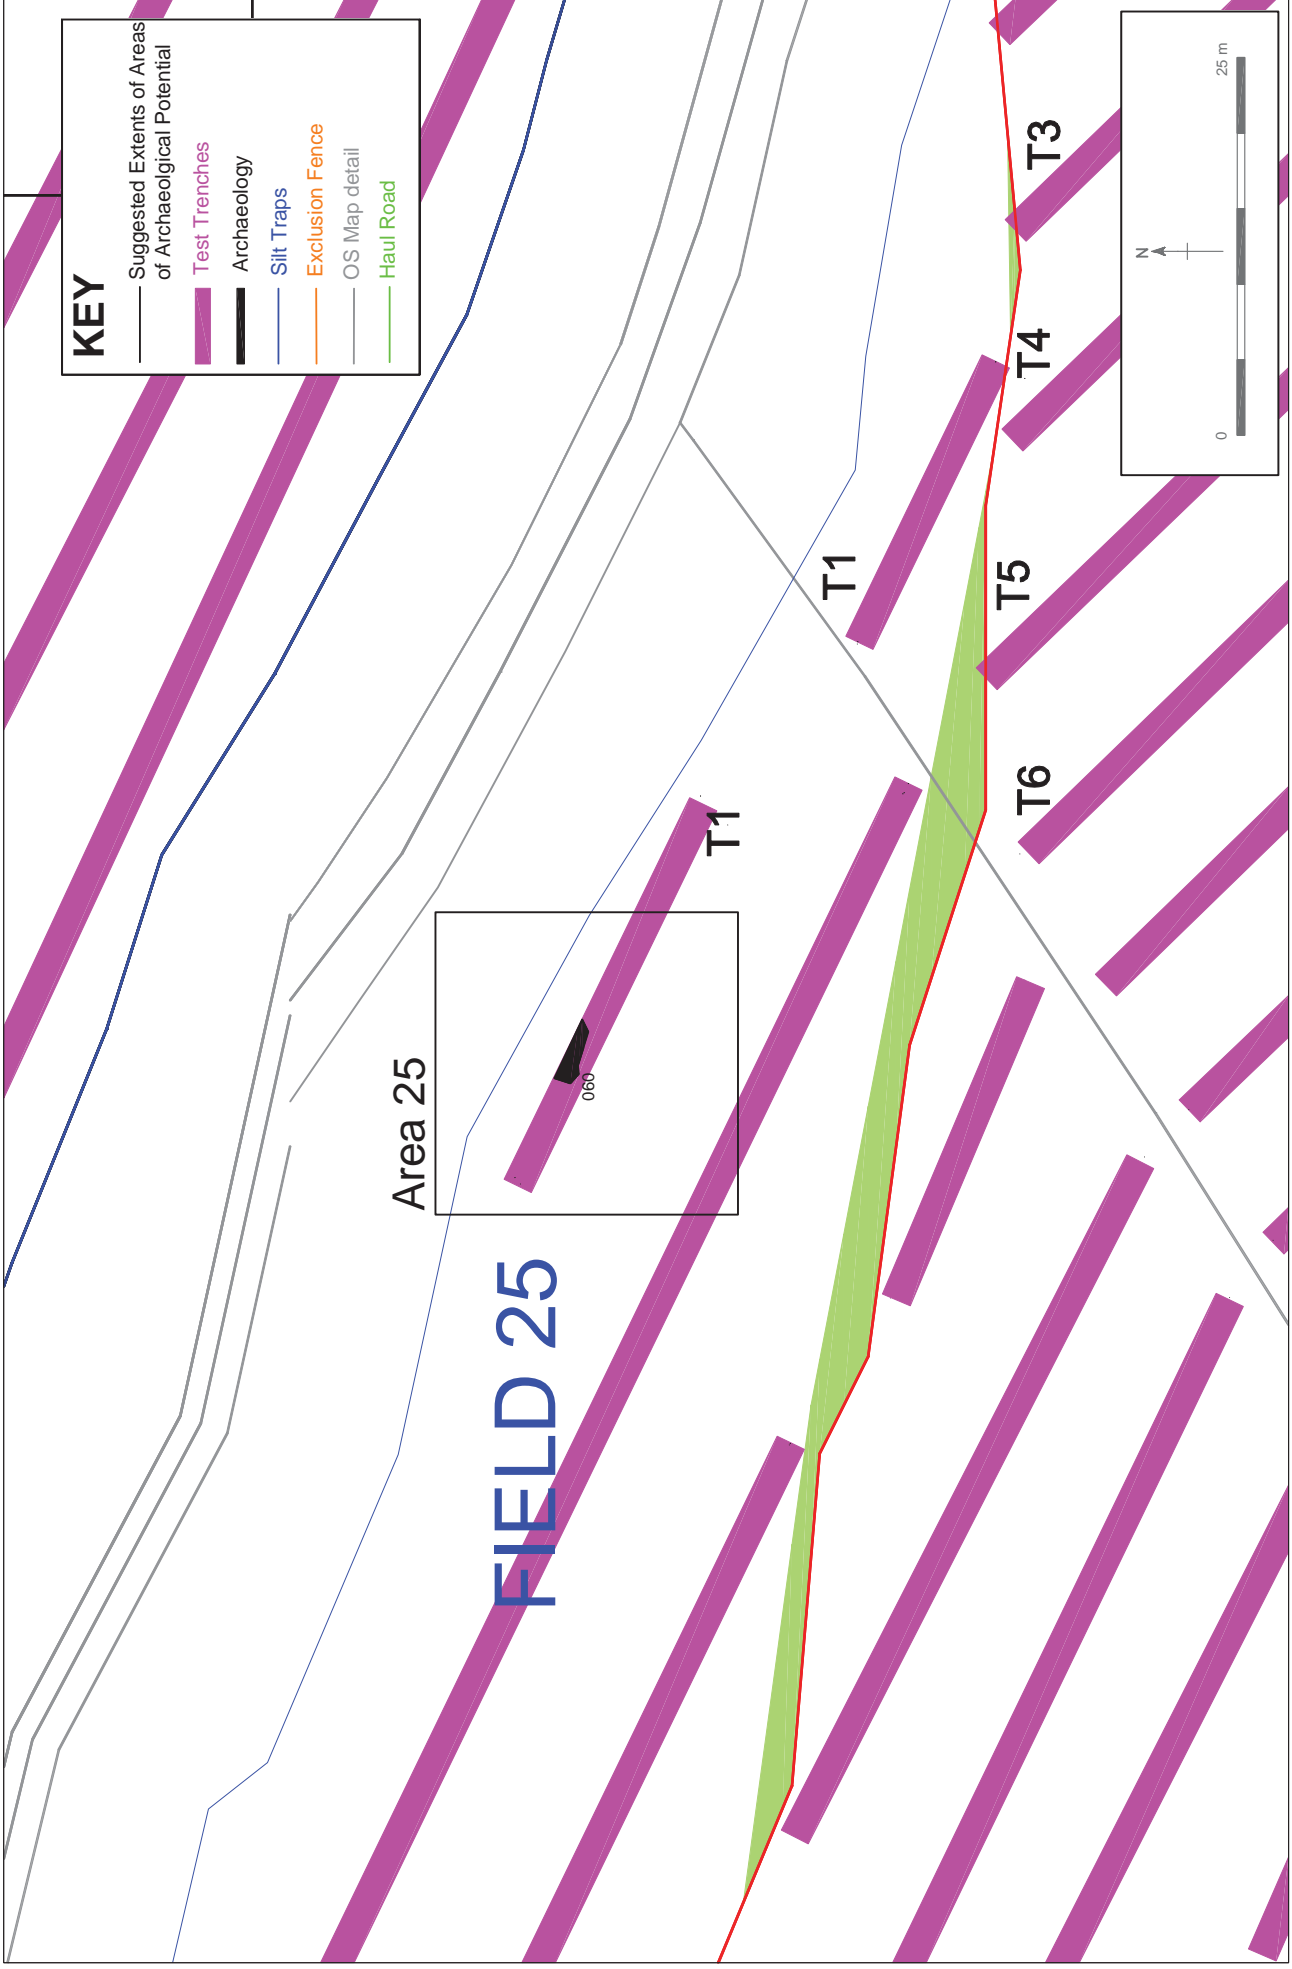 KEY
Suggested Extents of Areas
of Archaeolgical Potential
Test Trenches
Archaeology
Silt Traps
Exclusion Fence
OS Map detail
Haul Road
Area 25
FIELD 25
060
T1
T1
T3
T4
T5
T6
N
0
25 m